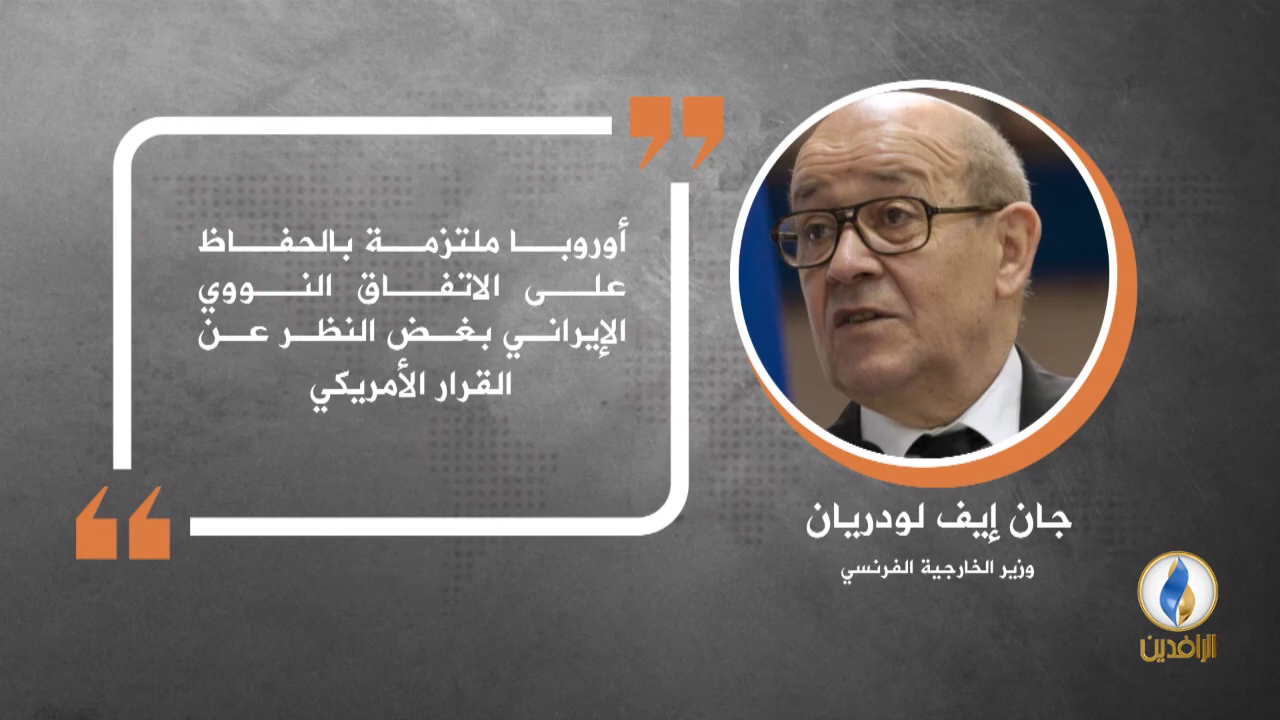 أوروبا ملتزمة بالحفاظ
على الاتفاق النووي
الإيراني بغض النظر عن
القرار الأمريكي
جان إيف لودريان
وزير الخارجية الفرنسي
الرافدين